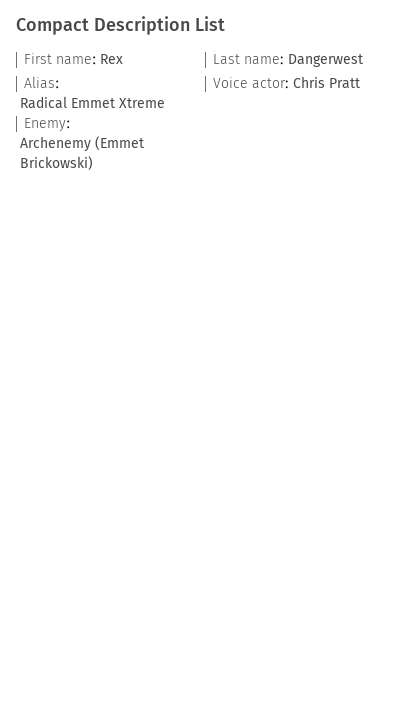 Compact Description List
First name: Rex
Last name: Dangerwest
Alias:
Radical Emmet Xtreme
Voice actor: Chris Pratt
Enemy:
Archenemy (Emmet
Brickowski)